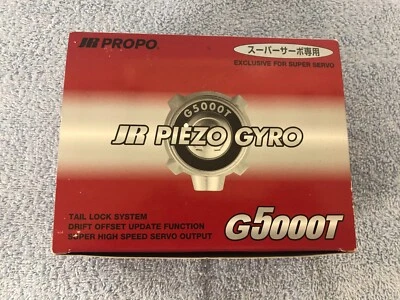 JR PROPO
スーパーサーボ専用
EXCLUSIVE FOR SUPER SERVO
G5000T
JR PIEZO GYRO
TAIL LOCK SYSTEM
DRIFT OFFSET UPDATE FUNCTION
SUPER HIGH SPEED SERVO OUTPUT
G5000T